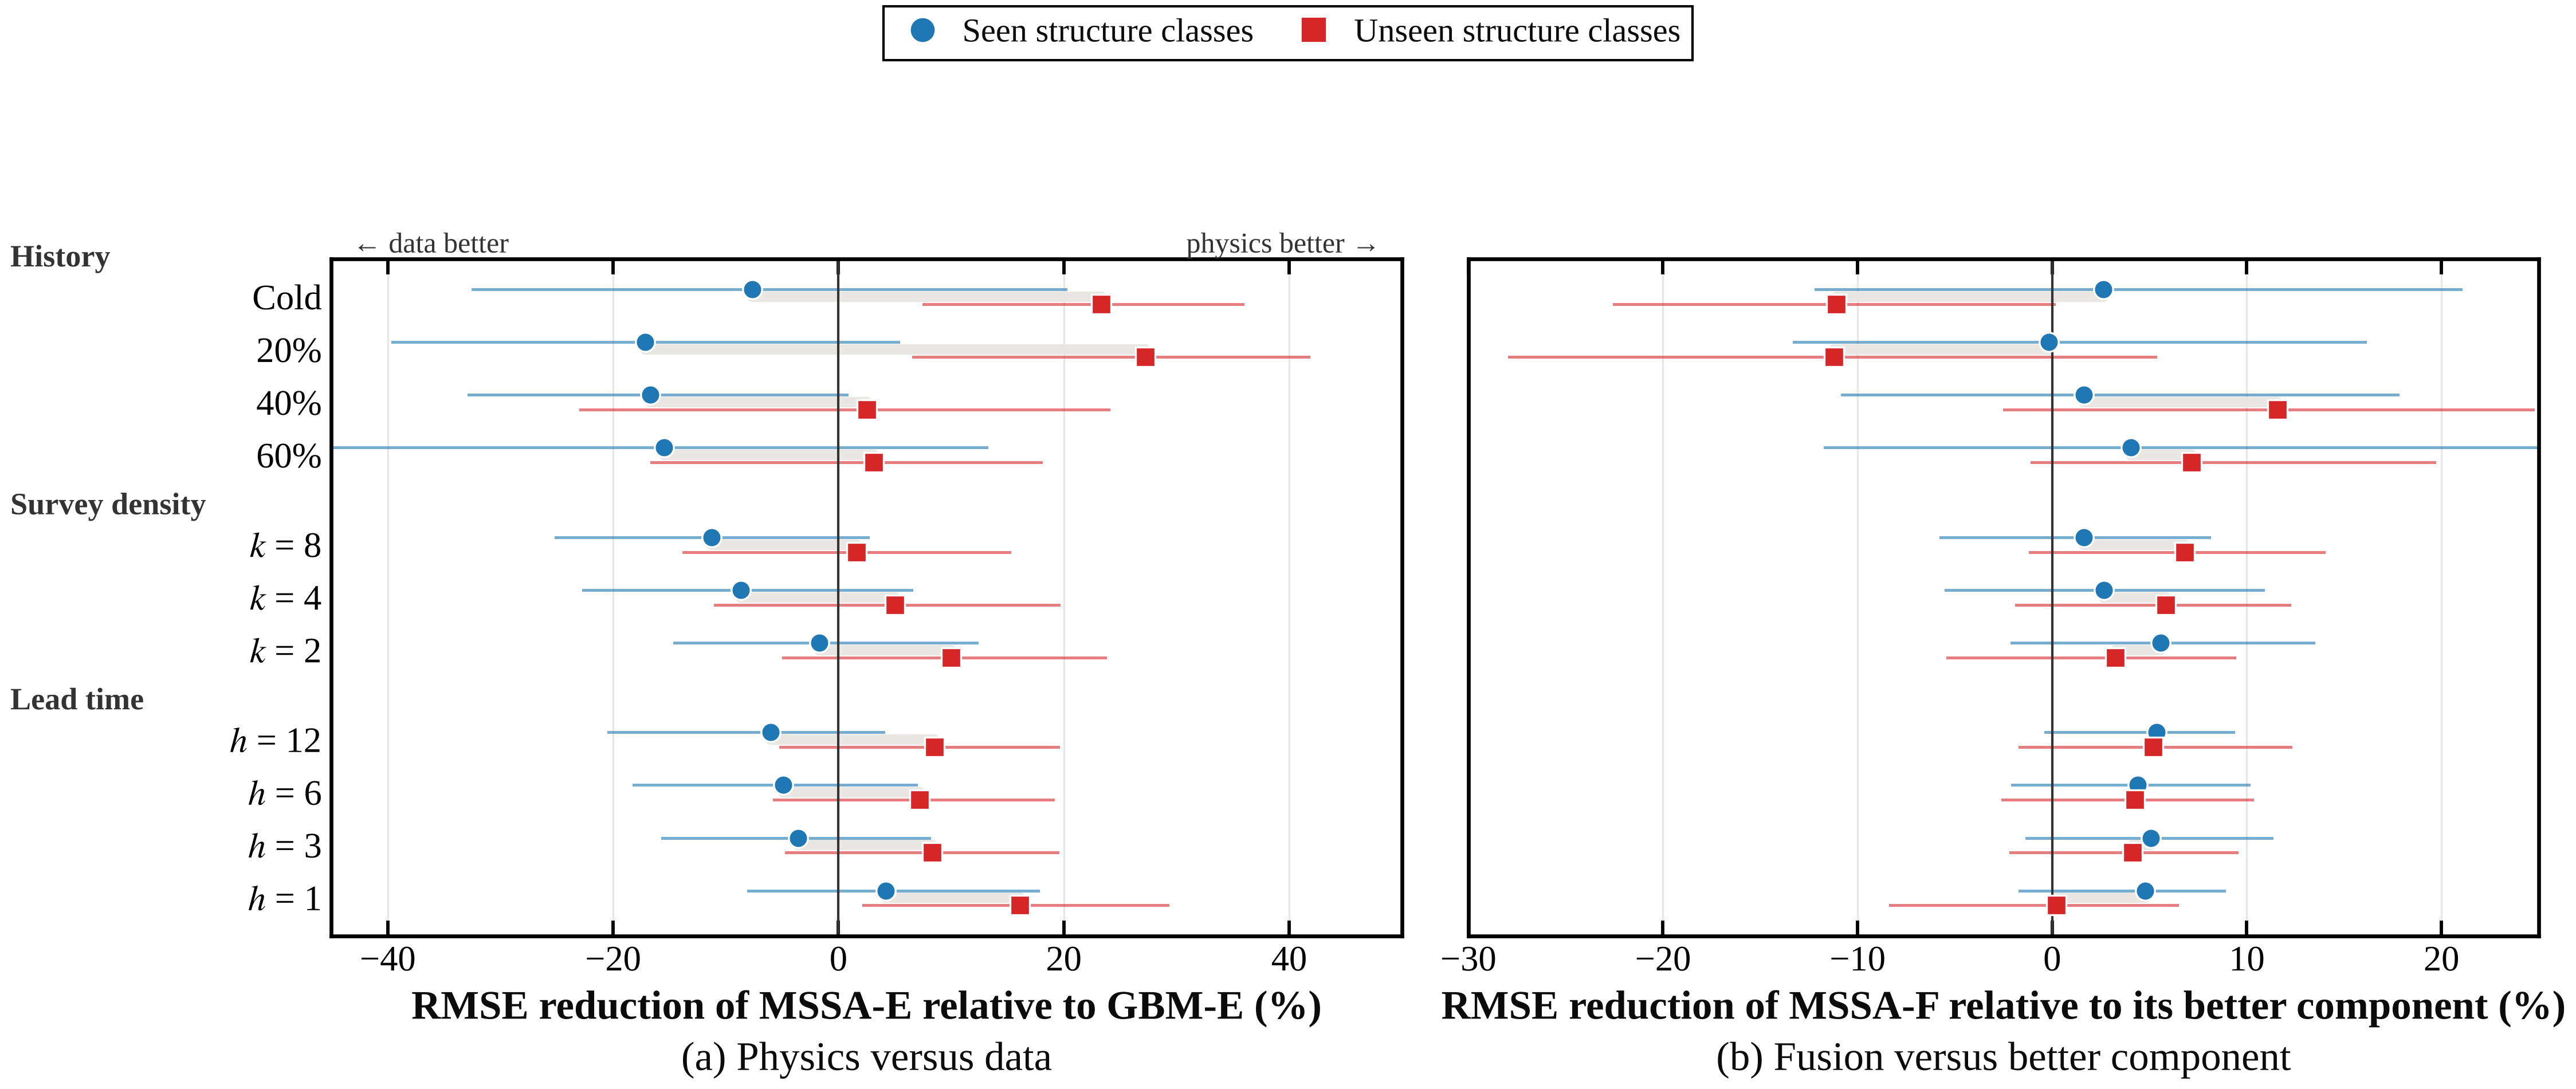 Seen structure classes
Unseen structure classes
← data better
physics better →
History
Cold
20%
40%
60%
Survey density
k = 8
k = 4
k = 2
Lead time
h = 12
h = 6
h = 3
h = 1
−40 −20 0 20 40
−30 −20 −10 0 10 20
RMSE reduction of MSSA-E relative to GBM-E (%)
RMSE reduction of MSSA-F relative to its better component (%)
(a) Physics versus data
(b) Fusion versus better component